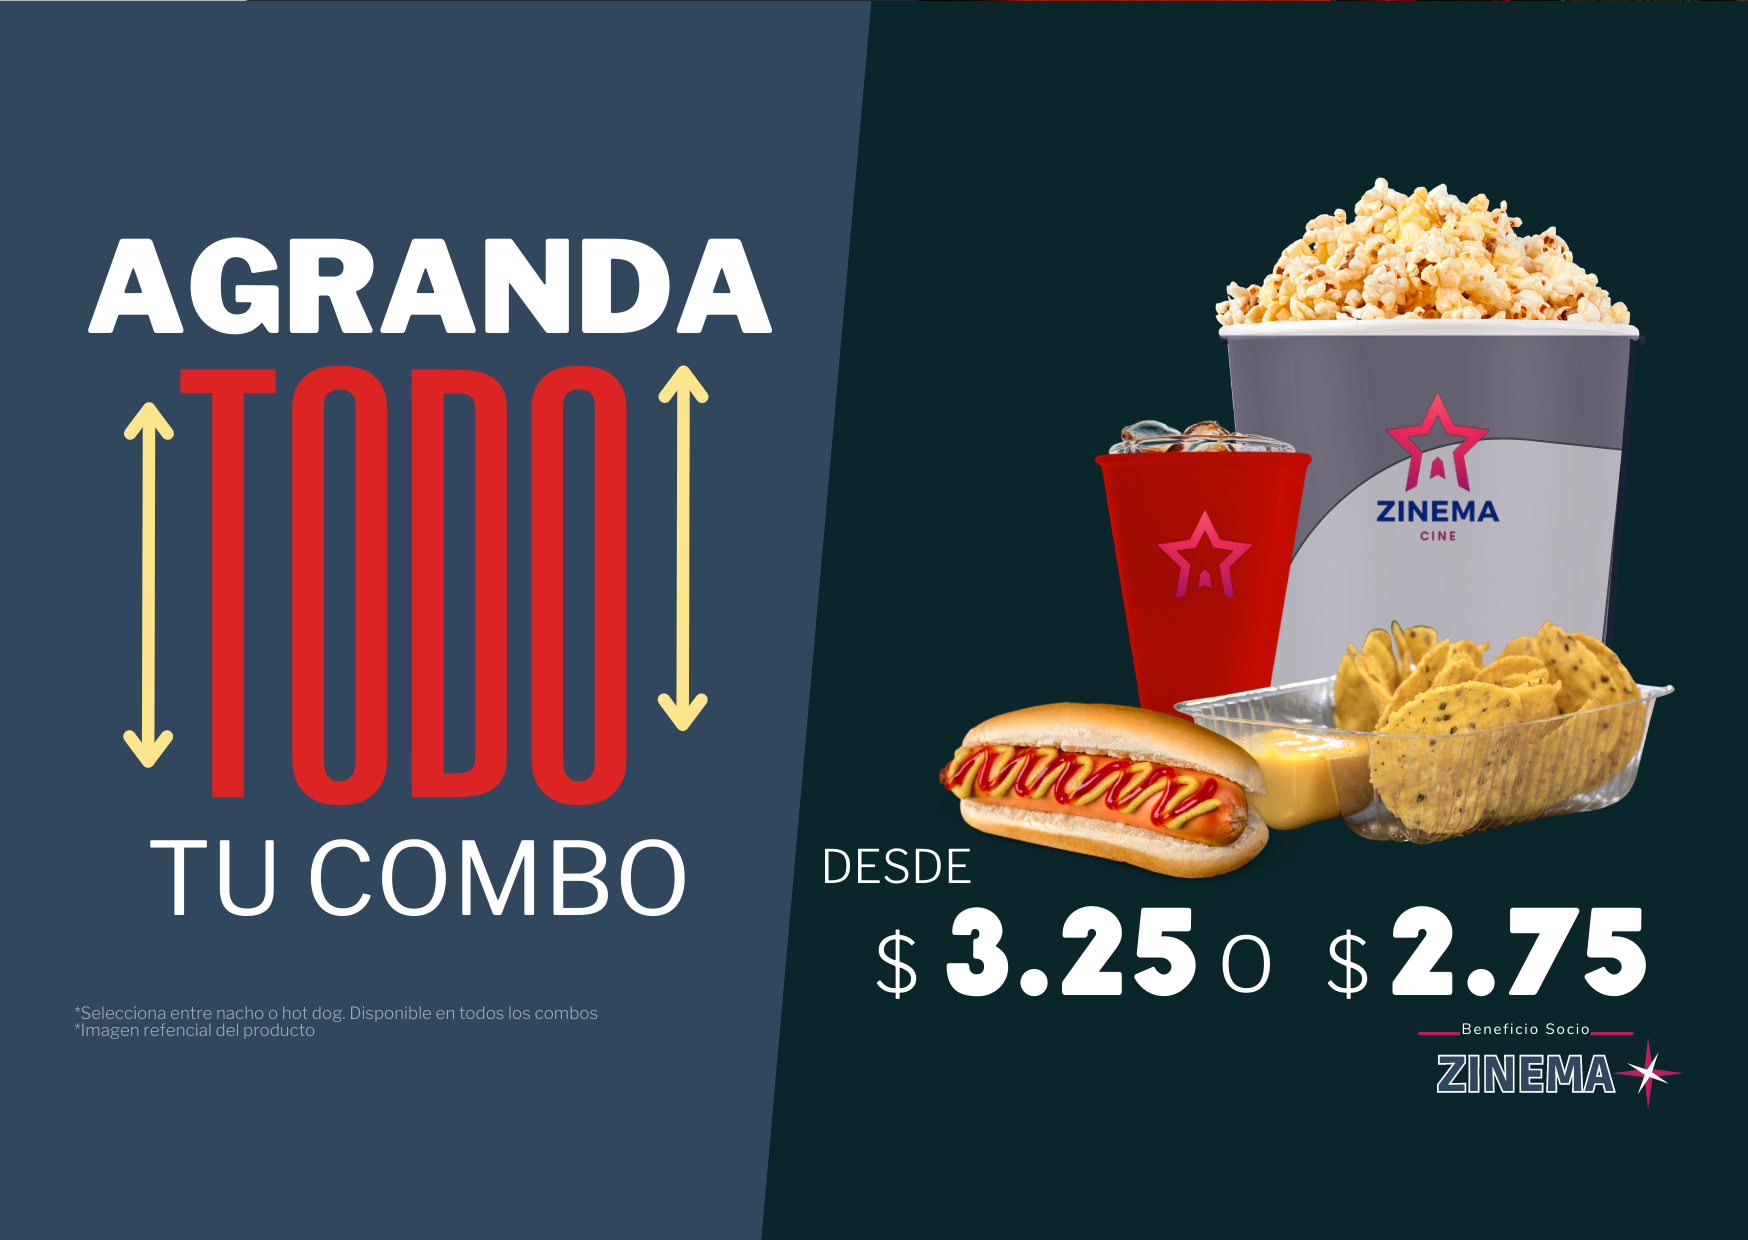 AGRANDA
TODO
TU COMBO
*Selecciona entre nacho o hot dog. Disponible en todos los combos
*Imagen refencial del producto
ZINEMA
CINE
DESDE
$ 3.25 O $ 2.75
Beneficio Socio
ZINEMA